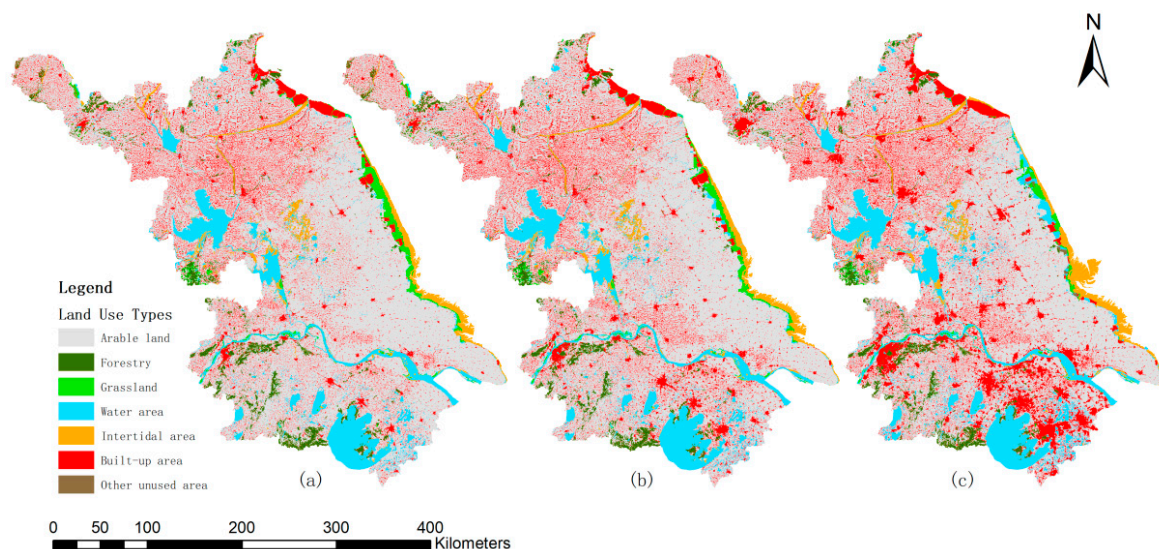 N
Legend
Land Use Types
Arable land
Forestry
Grassland
Water area
Intertidal area
Built-up area
Other unused area
(a)
(b)
(c)
0 25 50 100 200 300 400
Kilometers